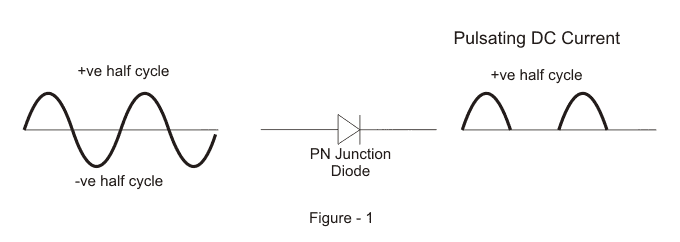 Pulsating DC Current
+ve half cycle
+ve half cycle
-ve half cycle
PN Junction
Diode
Figure - 1